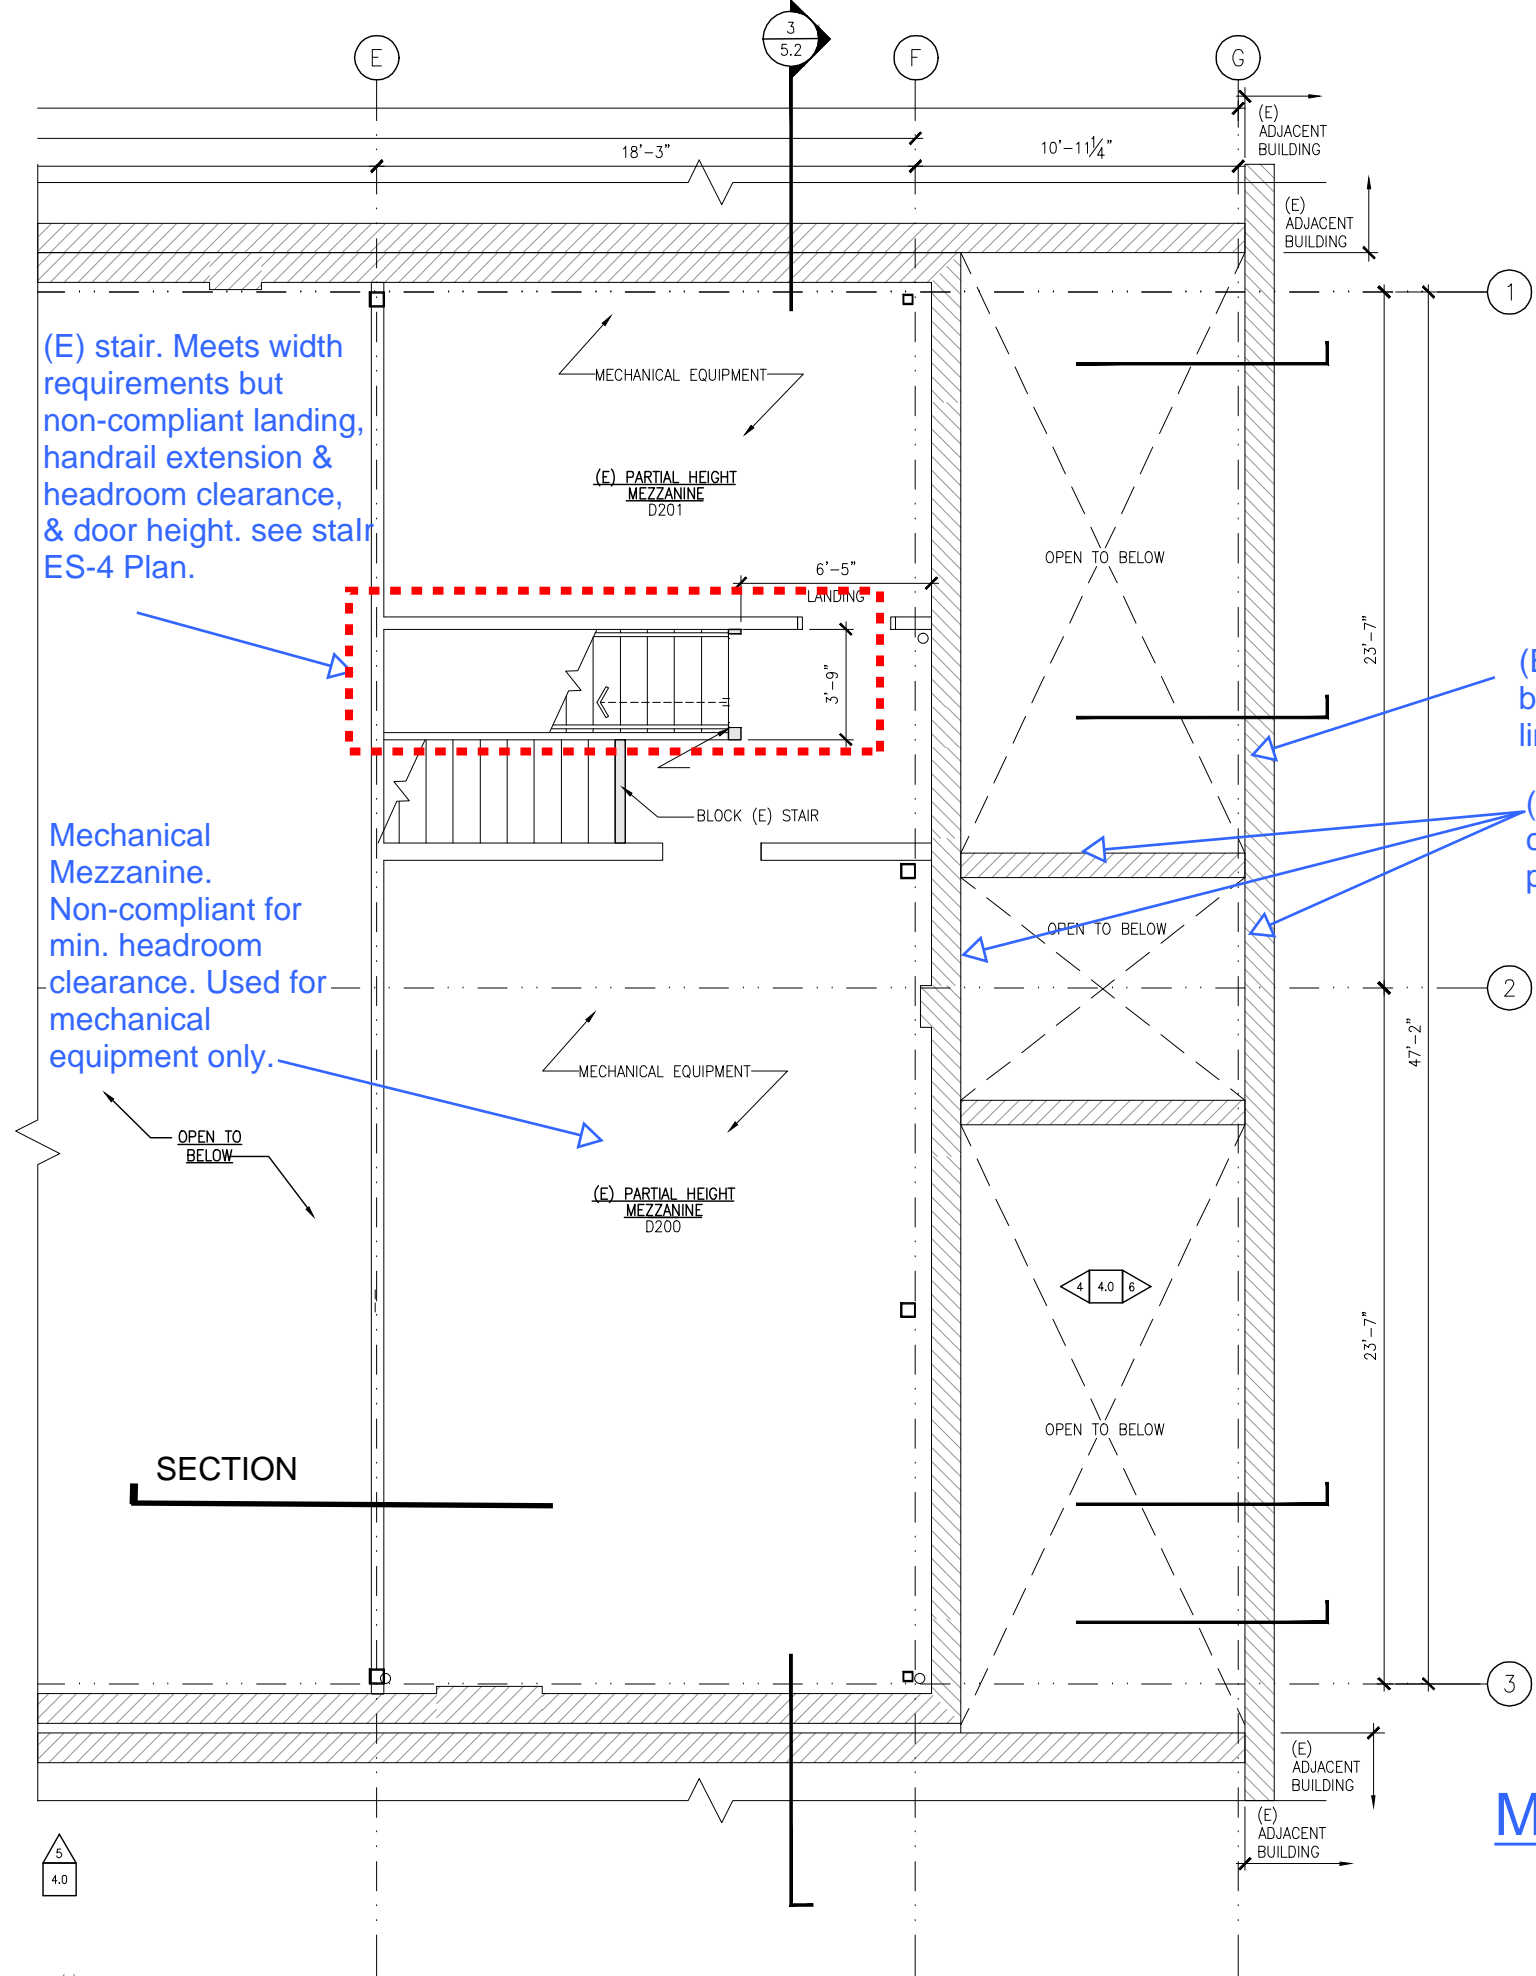 3
5.2
E
F
G
(E)
ADJACENT
BUILDING
18'-3"
10'-11¼"
(E)
ADJACENT
BUILDING
1
(E) stair. Meets width
requirements but
non-compliant landing,
handrail extension &
headroom clearance,
& door height. see staIr
ES-4 Plan.
MECHANICAL EQUIPMENT
(E) PARTIAL HEIGHT
MEZZANINE
D201
OPEN TO BELOW
6'-5"
LANDING
23'-7"
3'-9"
(E
b
lin
BLOCK (E) STAIR
(
c
p
Mechanical
Mezzanine.
Non-compliant for
min. headroom
clearance. Used for
mechanical
equipment only.
OPEN TO BELOW
2
47'-2"
MECHANICAL EQUIPMENT
OPEN TO
BELOW
(E) PARTIAL HEIGHT
MEZZANINE
D200
4 4.0 6
23'-7"
OPEN TO BELOW
SECTION
3
(E)
ADJACENT
BUILDING
M
(E)
ADJACENT
BUILDING
5
4.0